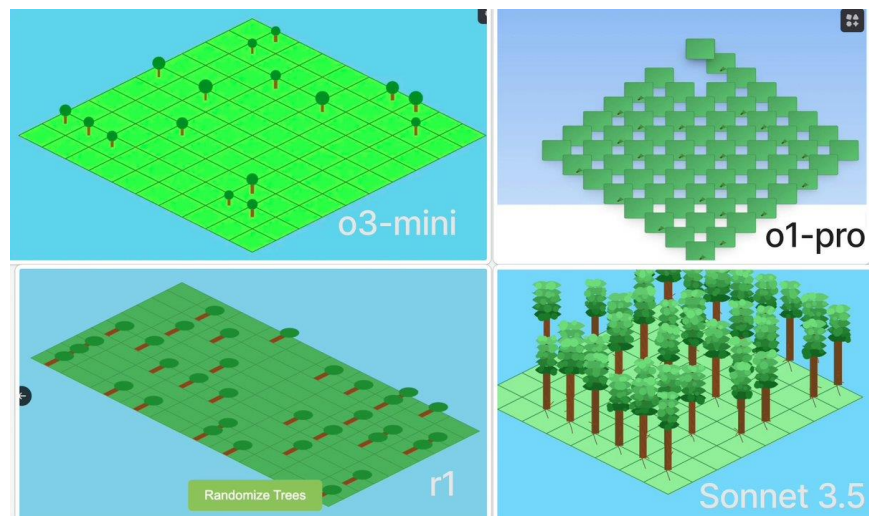 o3-mini
o1-pro
r1
Randomize Trees
Sonnet 3.5